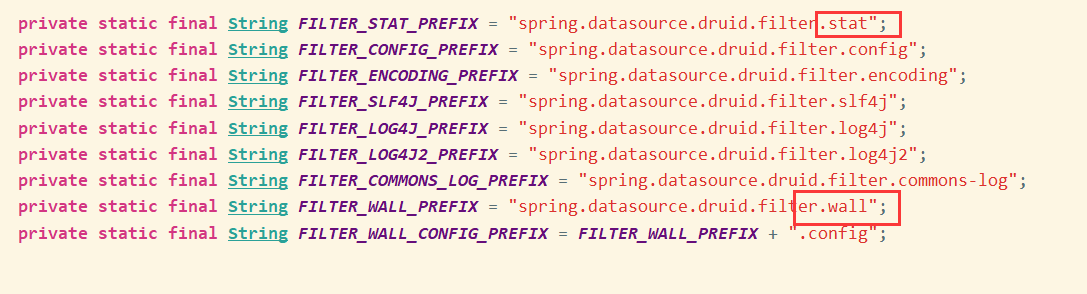 private static final String FILTER_STAT_PREFIX = "spring.datasource.druid.filter.stat";
private static final String FILTER_CONFIG_PREFIX = "spring.datasource.druid.filter.config";
private static final String FILTER_ENCODING_PREFIX = "spring.datasource.druid.filter.encoding";
private static final String FILTER_SLF4J_PREFIX = "spring.datasource.druid.filter.slf4j";
private static final String FILTER_LOG4J_PREFIX = "spring.datasource.druid.filter.log4j";
private static final String FILTER_LOG4J2_PREFIX = "spring.datasource.druid.filter.log4j2";
private static final String FILTER_COMMONS_LOG_PREFIX = "spring.datasource.druid.filter.commons-log";
private static final String FILTER_WALL_PREFIX = "spring.datasource.druid.filter.wall";
private static final String FILTER_WALL_CONFIG_PREFIX = FILTER_WALL_PREFIX + ".config";